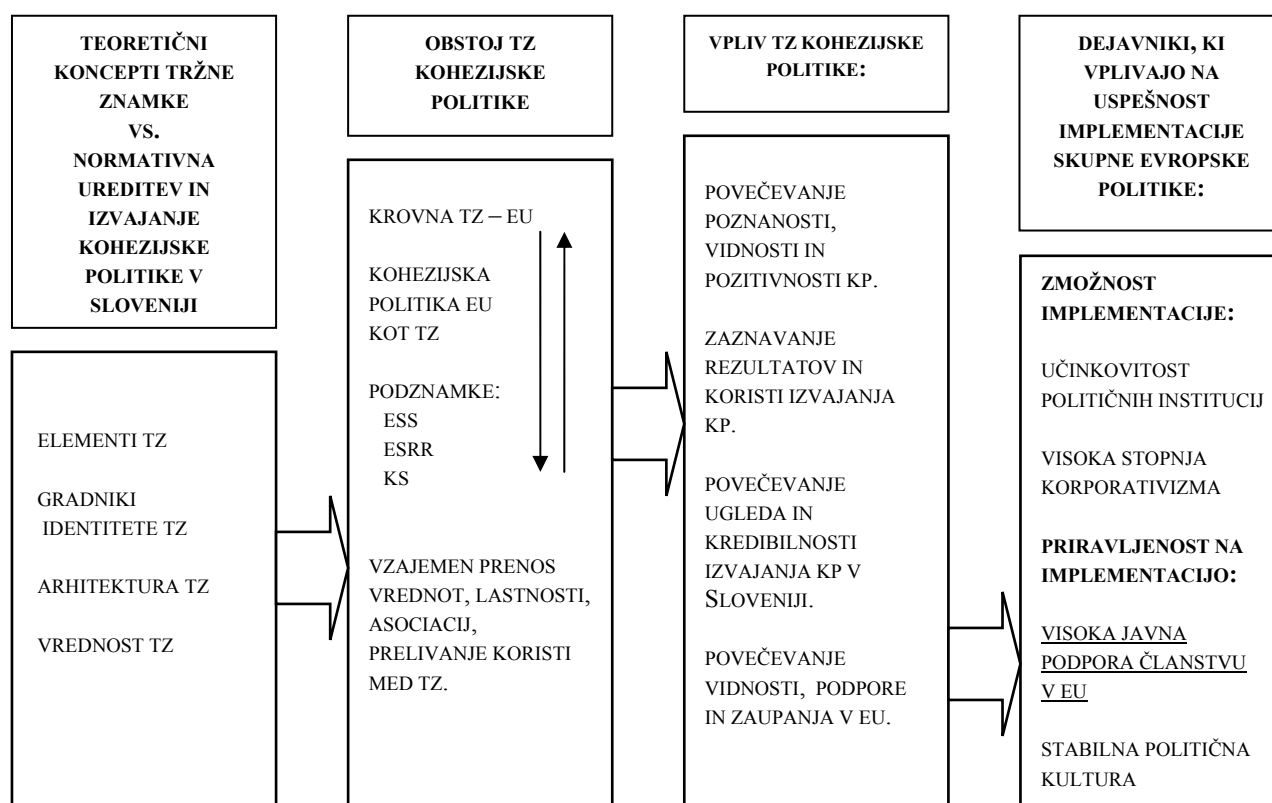 TEORETIČNI
KONCEPTI TRŽNE
ZNAMKE
VS.
NORMATIVNA
UREDITEV IN
IZVAJANJE
KOHEZIJSKE
POLITIKE V
SLOVENIJI
ELEMENTI TZ
GRADNIKI
IDENTITETE TZ
ARHITEKTURA TZ
VREDNOST TZ
OBSTOJ TZ
KOHEZIJSKE
POLITIKE
KROVNA TZ – EU
KOHEZIJSKA
POLITIKA EU
KOT TZ
PODZNAMKE:
ESS
ESRR
KS
VZAJEMEN PRENOS
VREDNOT, LASTNOSTI,
ASOCIACIJ,
PRELIVANJE KORISTI
MED TZ.
VPLIV TZ KOHEZIJSKE
POLITIKE:
POVEČEVANJE
POZNANOSTI,
VIDNOSTI IN
POZITIVNOSTI KP.
ZAZNAVANJE
REZULTATOV IN
KORISTI IZVAJANJA
KP.
POVEČEVANJE
UGLEDA IN
KREDIBILNOSTI
IZVAJANJA KP V
SLOVENIJI.
POVEČEVANJE
VIDNOSTI, PODPORE
IN ZAUPANJA V EU.
DEJAVNIKI, KI
VPLIVAJO NA
USPEŠNOST
IMPLEMENTACIJE
SKUPNE EVROPSKE
POLITIKE:
ZMOŽNOST
IMPLEMENTACIJE:
UČINKOVITOST
POLITIČNIH INSTITUCIJ
VISOKA STOPNJA
KORPORATIVIZMA
PRIRAVLJENOST NA
IMPLEMENTACIJO:
VISOKA JAVNA
PODPORA ČLANSTVU
V EU
STABILNA POLITIČNA
KULTURA